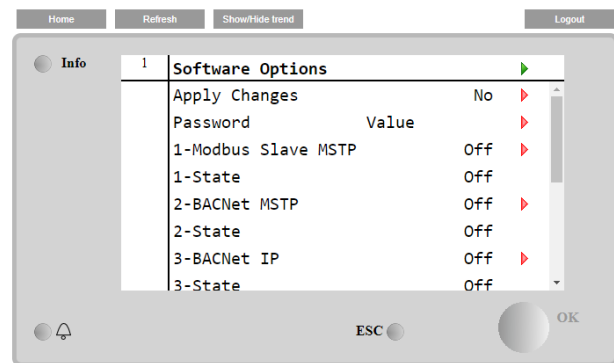 Home Refresh Show/Hide trend Logout
Info
1 Software Options
Apply Changes No
Password Value
1-Modbus Slave MSTP Off
1-State Off
2-BACNet MSTP Off
2-State Off
3-BACNet IP Off
3-State Off
ESC OK